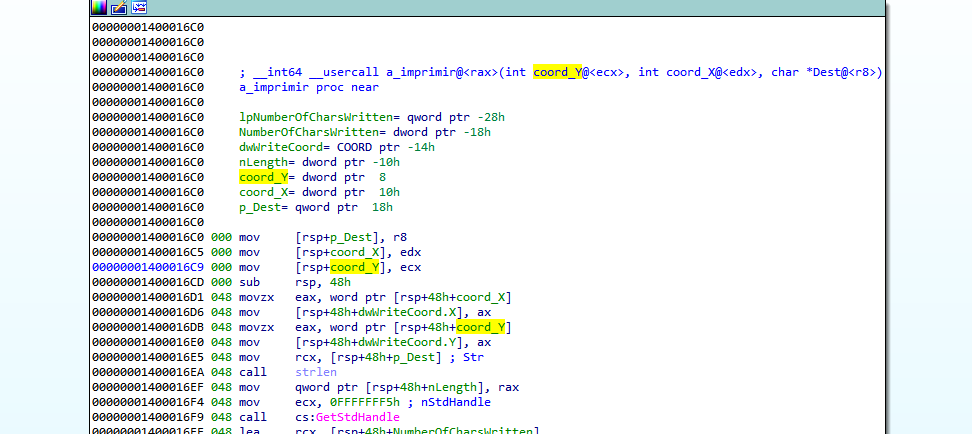 00000001400016C0
00000001400016C0
00000001400016C0
00000001400016C0 ; __int64 __usercall a_imprimir@<rax>(int coord_Y@<ecx>, int coord_X@<edx>, char *Dest@<r8>)
00000001400016C0 a_imprimir proc near
00000001400016C0
00000001400016C0 lpNumberOfCharsWritten= qword ptr -28h
00000001400016C0 NumberOfCharsWritten= dword ptr -18h
00000001400016C0 dwWriteCoord= COORD ptr -14h
00000001400016C0 nLength= dword ptr -10h
00000001400016C0 coord_Y= dword ptr  8
00000001400016C0 coord_X= dword ptr  10h
00000001400016C0 p_Dest= qword ptr  18h
00000001400016C0
00000001400016C0 000 mov     [rsp+p_Dest], r8
00000001400016C5 000 mov     [rsp+coord_X], edx
00000001400016C9 000 mov     [rsp+coord_Y], ecx
00000001400016CD 000 sub     rsp, 48h
00000001400016D1 048 movzx   eax, word ptr [rsp+48h+coord_X]
00000001400016D6 048 mov     [rsp+48h+dwWriteCoord.X], ax
00000001400016DB 048 movzx   eax, word ptr [rsp+48h+coord_Y]
00000001400016E0 048 mov     [rsp+48h+dwWriteCoord.Y], ax
00000001400016E5 048 mov     rcx, [rsp+48h+p_Dest] ; Str
00000001400016EA 048 call    strlen
00000001400016EF 048 mov     qword ptr [rsp+48h+nLength], rax
00000001400016F4 048 mov     ecx, 0FFFFFFF5h ; nStdHandle
00000001400016F9 048 call    cs:GetStdHandle
00000001400016FF 048 lea     rcx, [rsp+48h+NumberOfCharsWritten]